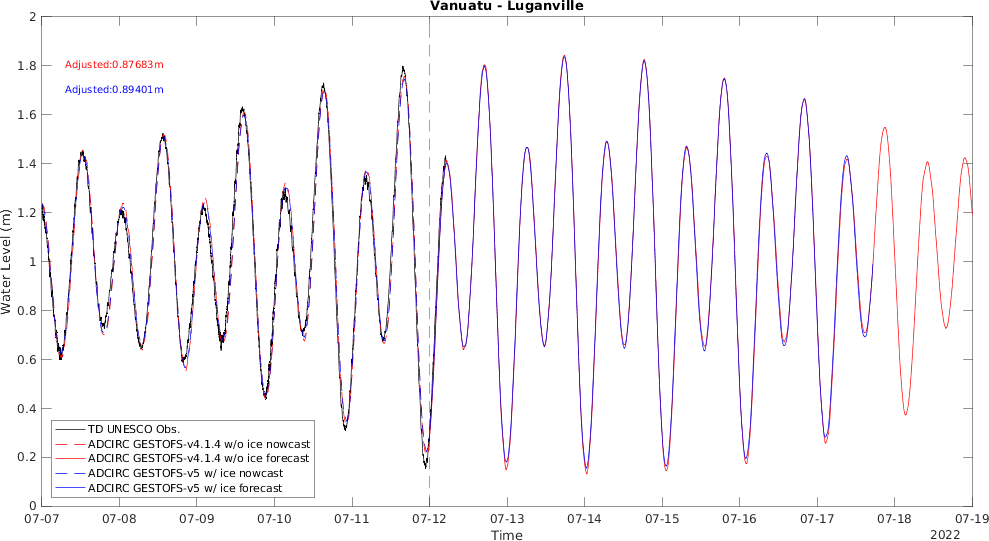 Vanuatu - Luganville
2
1.8
1.6
1.4
1.2
1
0.8
0.6
0.4
0.2
0
Water Level (m)
Adjusted:0.87683m
Adjusted:0.89401m
TD UNESCO Obs.
ADCIRC GESTOFS-v4.1.4 w/o ice nowcast
ADCIRC GESTOFS-v4.1.4 w/o ice forecast
ADCIRC GESTOFS-v5 w/ ice nowcast
ADCIRC GESTOFS-v5 w/ ice forecast
07-07 07-08 07-09 07-10 07-11 07-12 07-13 07-14 07-15 07-16 07-17 07-18 07-19
Time
2022